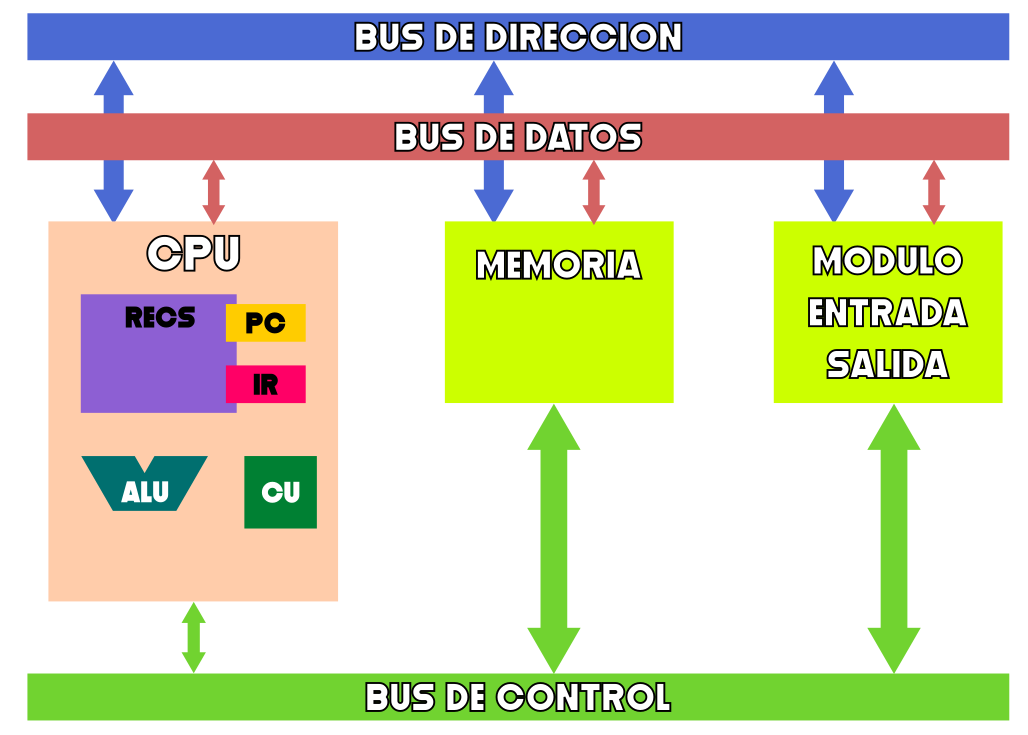 BUS DE DIRECCION
BUS DE DATOS
CPU
RECS
PC
IR
ALU
CU
MEMORIA
MODULO
ENTRADA
SALIDA
BUS DE CONTROL